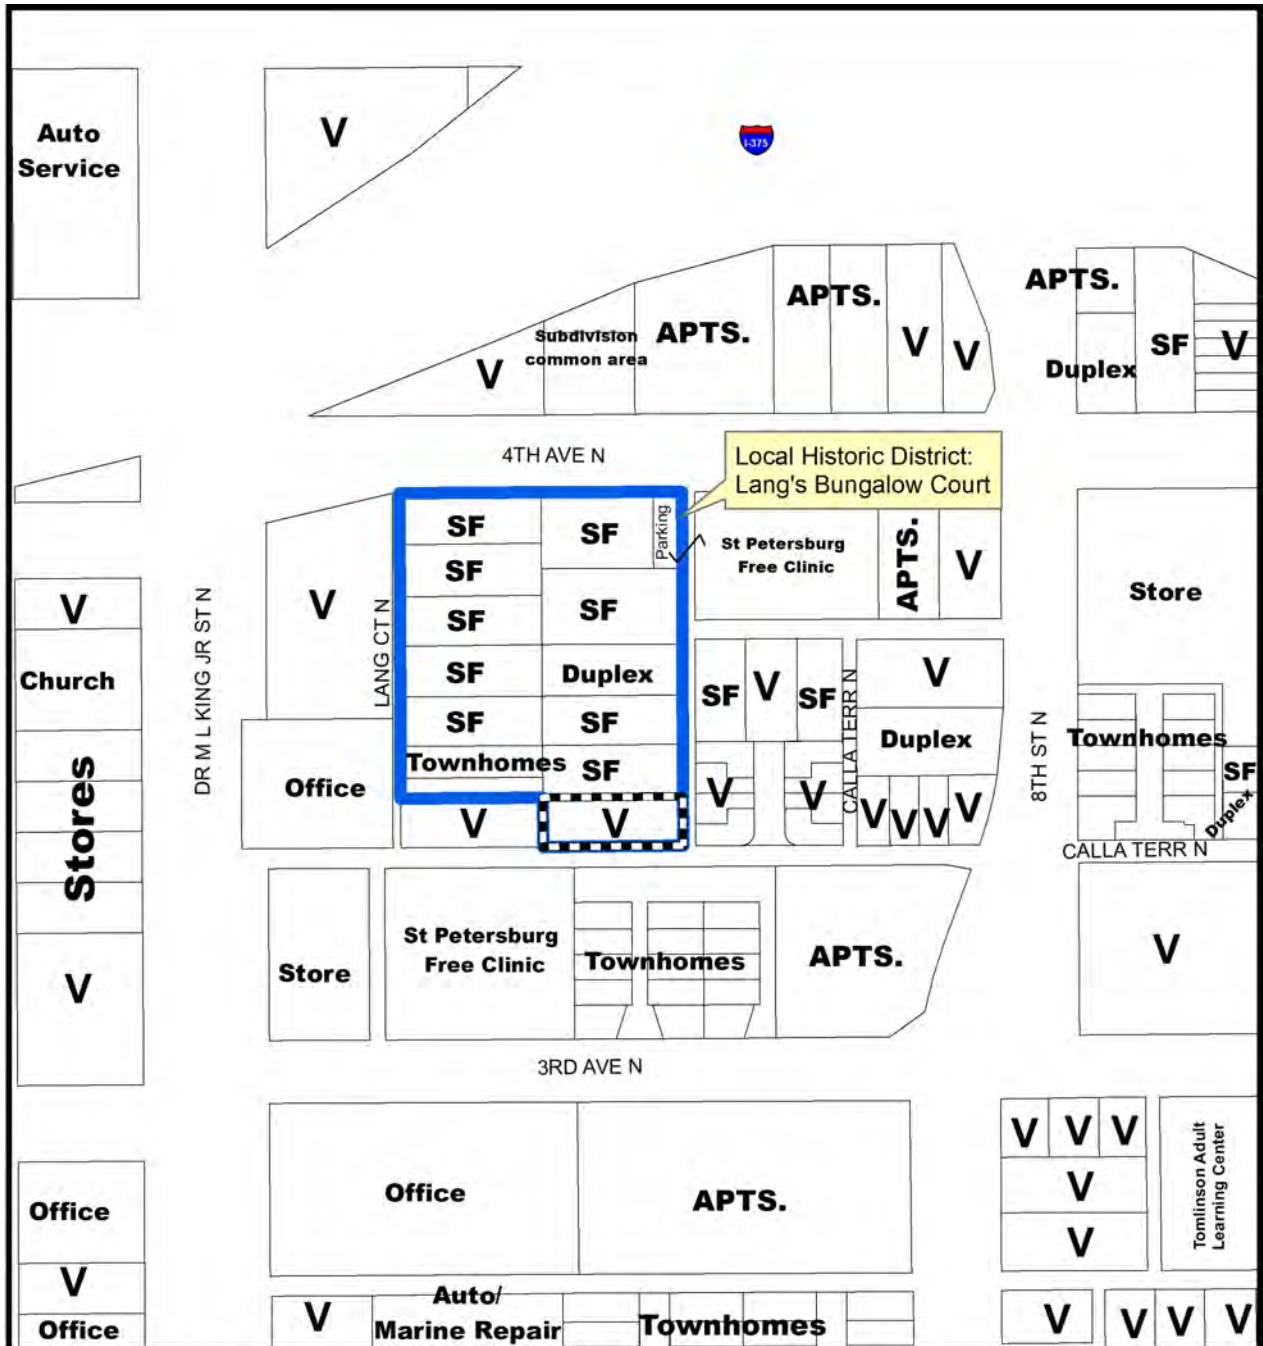 Auto
Service
V
I-375
APTS.
APTS.
APTS.
V
V
V
Subdivision
common area
SF
V
Duplex
4TH AVE N
Local Historic District:
Lang's Bungalow Court
SF
SF
Parking
St Petersburg
Free Clinic
APTS.
V
SF
V
SF
SF
V
Store
DR M L KING JR ST N
LANG CT N
Church
SF
Duplex
SF
V
SF
CALLA TERR N
V
SF
SF
Duplex
8TH ST N
Townhomes
Stores
Office
Townhomes
SF
SF
Duplex
V
V
V
V
V
V
V
V
CALLA TERR N
St Petersburg
Free Clinic
Store
Townhomes
APTS.
V
V
3RD AVE N
Office
APTS.
V
V
V
V
V
Tomlinson Adult
Learning Center
Office
V
Office
V
Auto/
Marine Repair
Townhomes
V
V
V
V